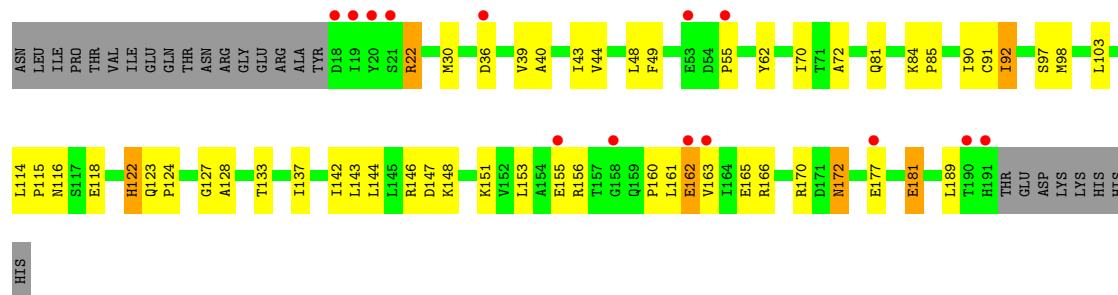 ASN LEU ILE PRO THR VAL ILE GLU GLN THR ASN ARG GLY GLU ARG ALA TYR D18 I19 Y20 S21 R22 M30 D36 V39 A40 I43 V44 L48 F49 E53 D54 P55 Y62 I70 T71 A72 Q81 K84 P85 I90 C91 I92 S97 M98 L103
L114 P115 N116 S117 E118 H122 Q123 P124 G127 A128 T133 I137 I142 L143 L144 L145 R146 D147 K148 K151 V152 L153 A154 E155 R156 T157 G158 Q159 P160 L161 E162 V163 I164 E165 R166 R170 D171 N172 E177 E181 L189 T190 H191 THR GLU ASP LYS LYS HIS HIS
HIS